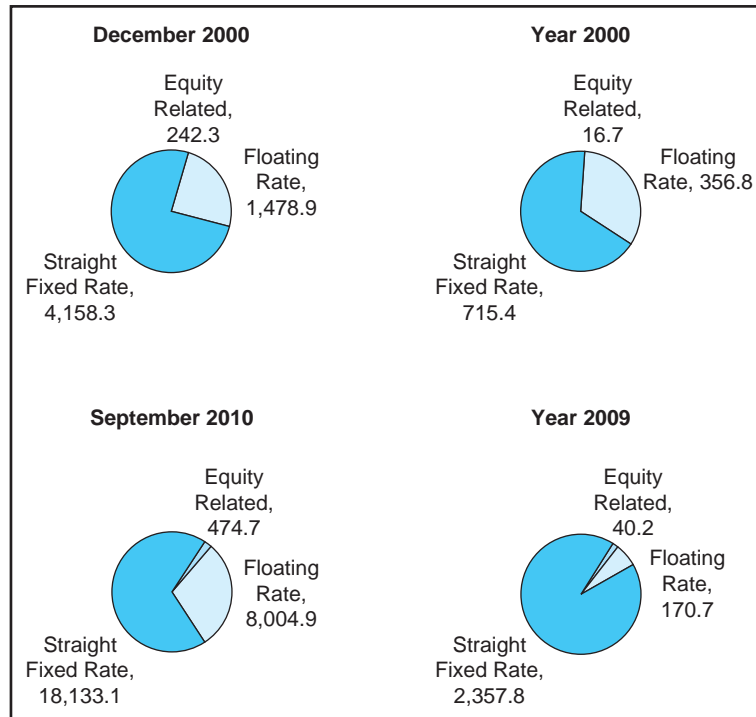 December 2000
Equity
Related,
242.3
Floating
Rate,
1,478.9
Straight
Fixed Rate,
4,158.3
Year 2000
Equity
Related,
16.7
Floating
Rate, 356.8
Straight
Fixed Rate,
715.4
September 2010
Equity
Related,
474.7
Floating
Rate,
8,004.9
Straight
Fixed Rate,
18,133.1
Year 2009
Equity
Related,
40.2
Floating
Rate,
170.7
Straight
Fixed Rate,
2,357.8